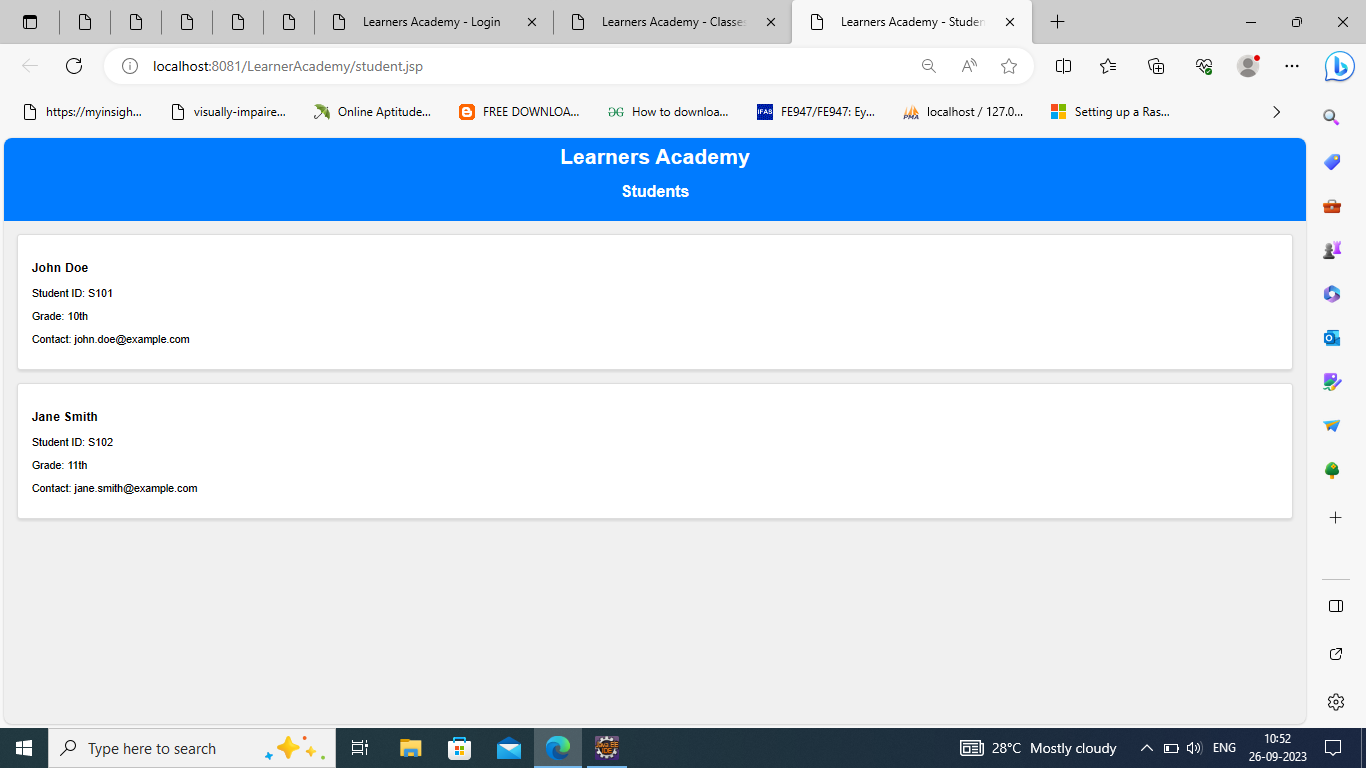 Learners Academy - Login
Learners Academy - Classes
Learners Academy - Studen
localhost:8081/LearnerAcademy/student.jsp
https://myinsigh...
visually-impaire...
Online Aptitude...
FREE DOWNLOA...
How to downloa...
IFAS
FE947/FE947: Ey...
PMA
localhost / 127.0...
Setting up a Ras...
Learners Academy
Students
John Doe
Student ID: S101
Grade: 10th
Contact: john.doe@example.com
Jane Smith
Student ID: S102
Grade: 11th
Contact: jane.smith@example.com
Type here to search
28°C Mostly cloudy
ENG
10:52
26-09-2023